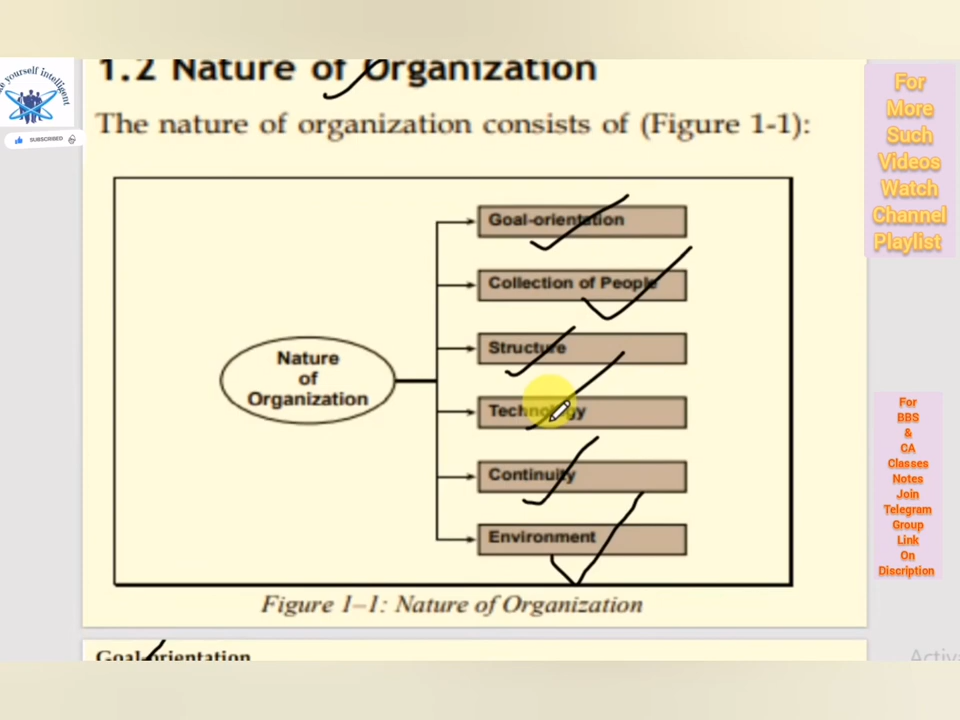 1.2 Nature of Organization
The nature of organization consists of (Figure 1-1):
Goal-orientation
Collection of People
Structure
Technology
Continuity
Environment
Nature
of
Organization
Figure 1–1: Nature of Organization
Goal-orientation
yourself intelligent
SUBSCRIBED
For
More
Such
Videos
Watch
Channel
Playlist
For
BBS
&
CA
Classes
Notes
Join
Telegram
Group
Link
On
Discription